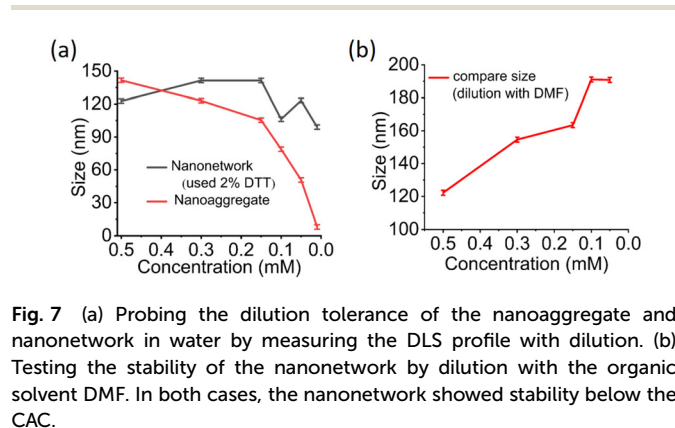 (a)
(b)
150
120
90
60
30
0
Size (nm)
Nanonetwork
(used 2% DTT)
Nanoaggregate
0.5 0.4 0.3 0.2 0.1 0.0
Concentration (mM)
200
180
160
140
120
100
Size (nm)
compare size
(dilution with DMF)
0.5 0.4 0.3 0.2 0.1 0.0
Concentration (mM)
Fig. 7 (a) Probing the dilution tolerance of the nanoaggregate and
nanonetwork in water by measuring the DLS profile with dilution. (b)
Testing the stability of the nanonetwork by dilution with the organic
solvent DMF. In both cases, the nanonetwork showed stability below the
CAC.